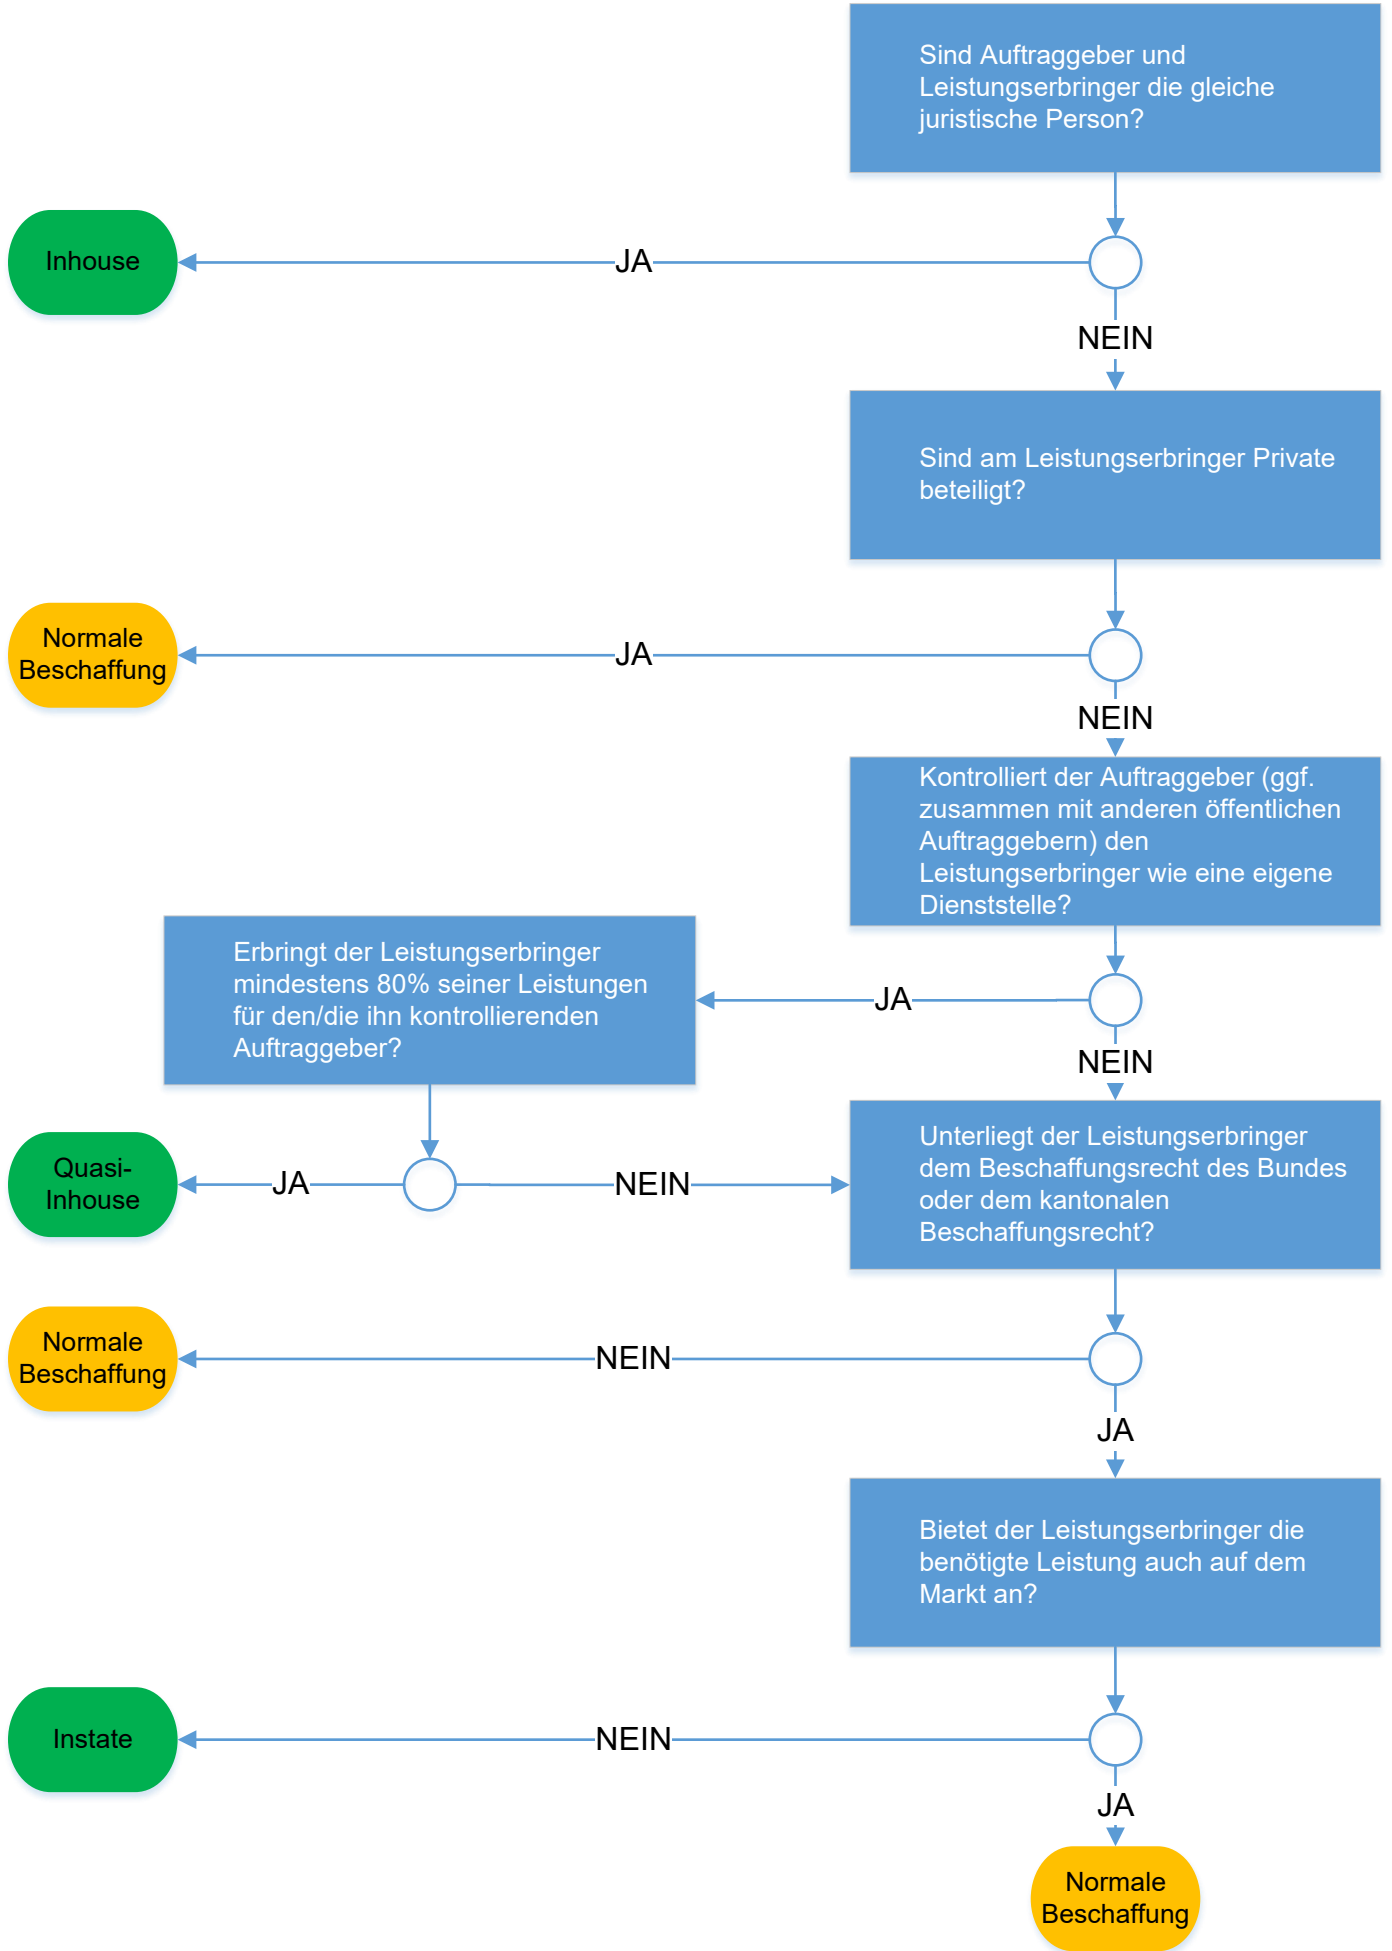 Sind Auftraggeber und
Leistungserbringer die gleiche
juristische Person?
Inhouse
JA
NEIN
Sind am Leistungserbringer Private
beteiligt?
Normale
Beschaffung
JA
NEIN
Kontrolliert der Auftraggeber (ggf.
zusammen mit anderen öffentlichen
Auftraggebern) den
Leistungserbringer wie eine eigene
Dienststelle?
Erbringt der Leistungserbringer
mindestens 80% seiner Leistungen
für den/die ihn kontrollierenden
Auftraggeber?
JA
NEIN
Quasi-
Inhouse
JA
NEIN
Unterliegt der Leistungserbringer
dem Beschaffungsrecht des Bundes
oder dem kantonalen
Beschaffungsrecht?
Normale
Beschaffung
NEIN
JA
Bietet der Leistungserbringer die
benötigte Leistung auch auf dem
Markt an?
Instate
NEIN
JA
Normale
Beschaffung